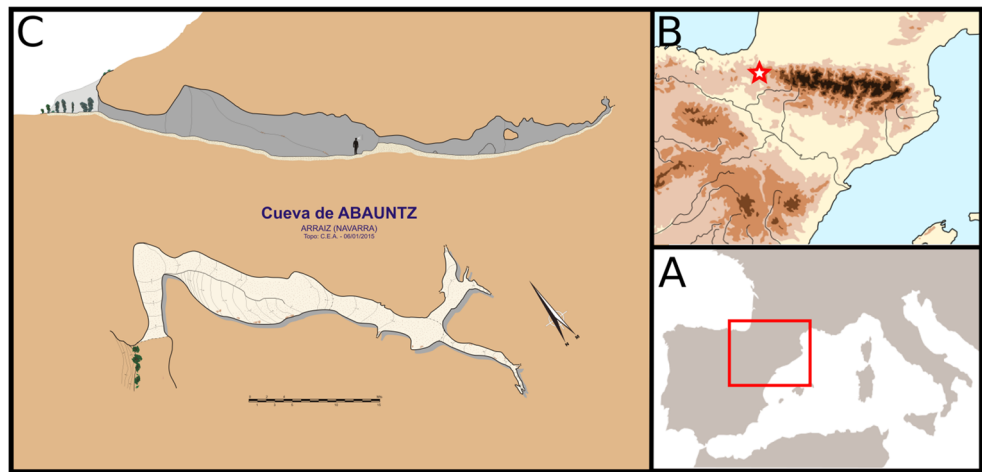 C
B
Cueva de ABAUNTZ
ARRAIZ (NAVARRA)
Topo: C.E.A. - 06/01/2015
A